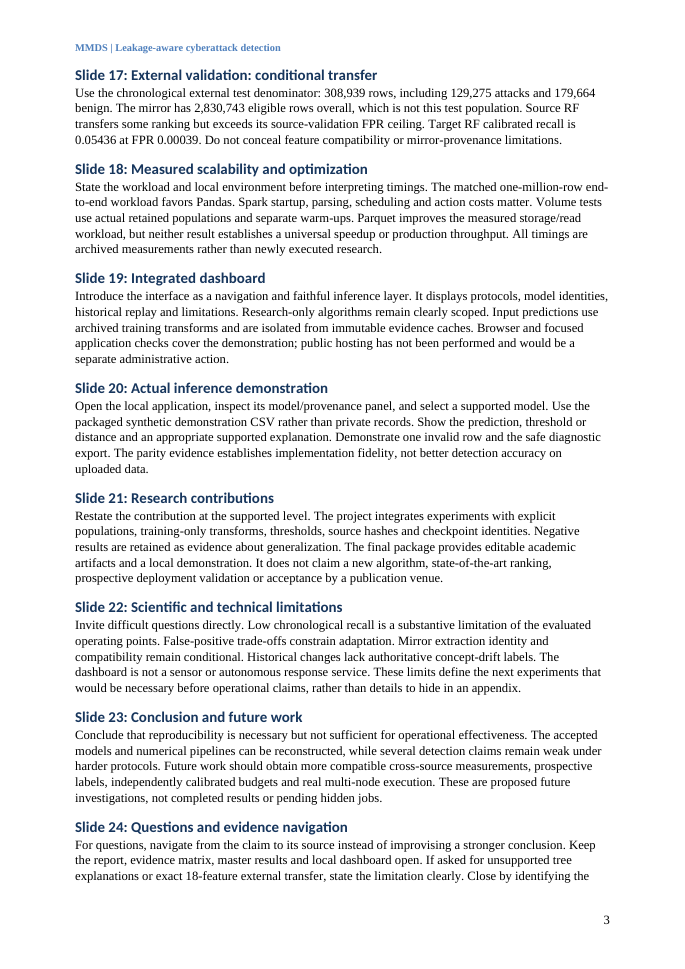 MMDS | Leakage-aware cyberattack detection
Slide 17: External validation: conditional transfer
Use the chronological external test denominator: 308,939 rows, including 129,275 attacks and 179,664
benign. The mirror has 2,830,743 eligible rows overall, which is not this test population. Source RF
transfers some ranking but exceeds its source-validation FPR ceiling. Target RF calibrated recall is
0.05436 at FPR 0.00039. Do not conceal feature compatibility or mirror-provenance limitations.
Slide 18: Measured scalability and optimization
State the workload and local environment before interpreting timings. The matched one-million-row end-
to-end workload favors Pandas. Spark startup, parsing, scheduling and action costs matter. Volume tests
use actual retained populations and separate warm-ups. Parquet improves the measured storage/read
workload, but neither result establishes a universal speedup or production throughput. All timings are
archived measurements rather than newly executed research.
Slide 19: Integrated dashboard
Introduce the interface as a navigation and faithful inference layer. It displays protocols, model identities,
historical replay and limitations. Research-only algorithms remain clearly scoped. Input predictions use
archived training transforms and are isolated from immutable evidence caches. Browser and focused
application checks cover the demonstration; public hosting has not been performed and would be a
separate administrative action.
Slide 20: Actual inference demonstration
Open the local application, inspect its model/provenance panel, and select a supported model. Use the
packaged synthetic demonstration CSV rather than private records. Show the prediction, threshold or
distance and an appropriate supported explanation. Demonstrate one invalid row and the safe diagnostic
export. The parity evidence establishes implementation fidelity, not better detection accuracy on
uploaded data.
Slide 21: Research contributions
Restate the contribution at the supported level. The project integrates experiments with explicit
populations, training-only transforms, thresholds, source hashes and checkpoint identities. Negative
results are retained as evidence about generalization. The final package provides editable academic
artifacts and a local demonstration. It does not claim a new algorithm, state-of-the-art ranking,
prospective deployment validation or acceptance by a publication venue.
Slide 22: Scientific and technical limitations
Invite difficult questions directly. Low chronological recall is a substantive limitation of the evaluated
operating points. False-positive trade-offs constrain adaptation. Mirror extraction identity and
compatibility remain conditional. Historical changes lack authoritative concept-drift labels. The
dashboard is not a sensor or autonomous response service. These limits define the next experiments that
would be necessary before operational claims, rather than details to hide in an appendix.
Slide 23: Conclusion and future work
Conclude that reproducibility is necessary but not sufficient for operational effectiveness. The accepted
models and numerical pipelines can be reconstructed, while several detection claims remain weak under
harder protocols. Future work should obtain more compatible cross-source measurements, prospective
labels, independently calibrated budgets and real multi-node execution. These are proposed future
investigations, not completed results or pending hidden jobs.
Slide 24: Questions and evidence navigation
For questions, navigate from the claim to its source instead of improvising a stronger conclusion. Keep
the report, evidence matrix, master results and local dashboard open. If asked for unsupported tree
explanations or exact 18-feature external transfer, state the limitation clearly. Close by identifying the
3